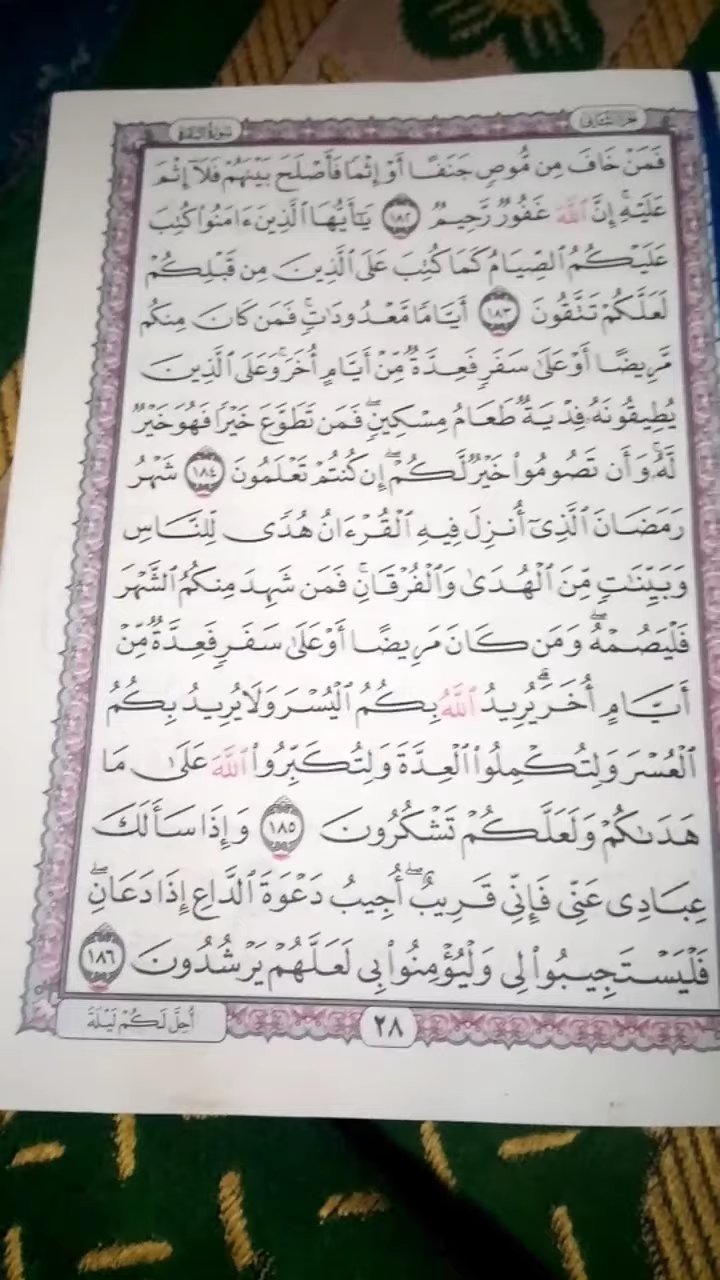 الجزء الثاني
سورة البقرة
فَمَنْ خَافَ مِن مُّوصٍ جَنَفًا أَوْ إِثْمًا فَأَصْلَحَ بَيْنَهُمْ فَلَآ إِثْمَ
عَلَيْهِ ۚ إِنَّ ٱللَّهَ غَفُورٌ رَّحِيمٌ ١٨٢ يَٰٓأَيُّهَا ٱلَّذِينَ ءَامَنُوا۟ كُتِبَ
عَلَيْكُمُ ٱلصِّيَامُ كَمَا كُتِبَ عَلَى ٱلَّذِينَ مِن قَبْلِكُمْ
لَعَلَّكُمْ تَتَّقُونَ ١٨٣ أَيَّامًا مَّعْدُودَٰتٍ ۚ فَمَن كَانَ مِنكُم
مَّرِيضًا أَوْ عَلَىٰ سَفَرٍ فَعِدَّةٌ مِّنْ أَيَّامٍ أُخَرَ ۚ وَعَلَى ٱلَّذِينَ
يُطِيقُونَهُۥ فِدْيَةٌ طَعَامُ مِسْكِينٍ ۖ فَمَن تَطَوَّعَ خَيْرًا فَهُوَ خَيْرٌ
لَّهُۥ ۚ وَأَن تَصُومُوا۟ خَيْرٌ لَّكُمْ ۖ إِن كُنتُمْ تَعْلَمُونَ ١٨٤ شَهْرُ
رَمَضَانَ ٱلَّذِىٓ أُنزِلَ فِيهِ ٱلْقُرْءَانُ هُدًى لِّلنَّاسِ
وَبَيِّنَٰتٍ مِّنَ ٱلْهُدَىٰ وَٱلْفُرْقَانِ ۚ فَمَن شَهِدَ مِنكُمُ ٱلشَّهْرَ
فَلْيَصُمْهُ ۖ وَمَن كَانَ مَرِيضًا أَوْ عَلَىٰ سَفَرٍ فَعِدَّةٌ مِّنْ
أَيَّامٍ أُخَرَ ۗ يُرِيدُ ٱللَّهُ بِكُمُ ٱلْيُسْرَ وَلَا يُرِيدُ بِكُمُ
ٱلْعُسْرَ وَلِتُكْمِلُوا۟ ٱلْعِدَّةَ وَلِتُكَبِّرُوا۟ ٱللَّهَ عَلَىٰ مَا
هَدَىٰكُمْ وَلَعَلَّكُمْ تَشْكُرُونَ ١٨٥ وَإِذَا سَأَلَكَ
عِبَادِى عَنِّى فَإِنِّى قَرِيبٌ ۖ أُجِيبُ دَعْوَةَ ٱلدَّاعِ إِذَا دَعَانِ ۖ
فَلْيَسْتَجِيبُوا۟ لِى وَلْيُؤْمِنُوا۟ بِى لَعَلَّهُمْ يَرْشُدُونَ ١٨٦
٢٨
أُحِلَّ لَكُمْ لَيْلَةَ